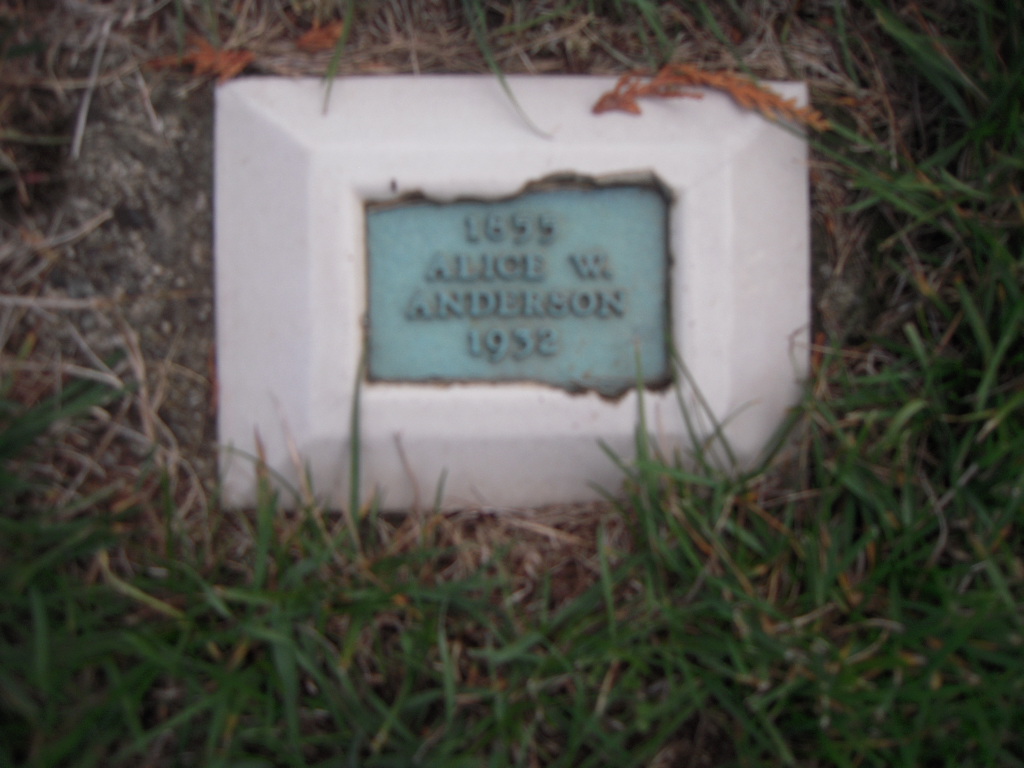 1855
ALICE W.
ANDERSON
1932